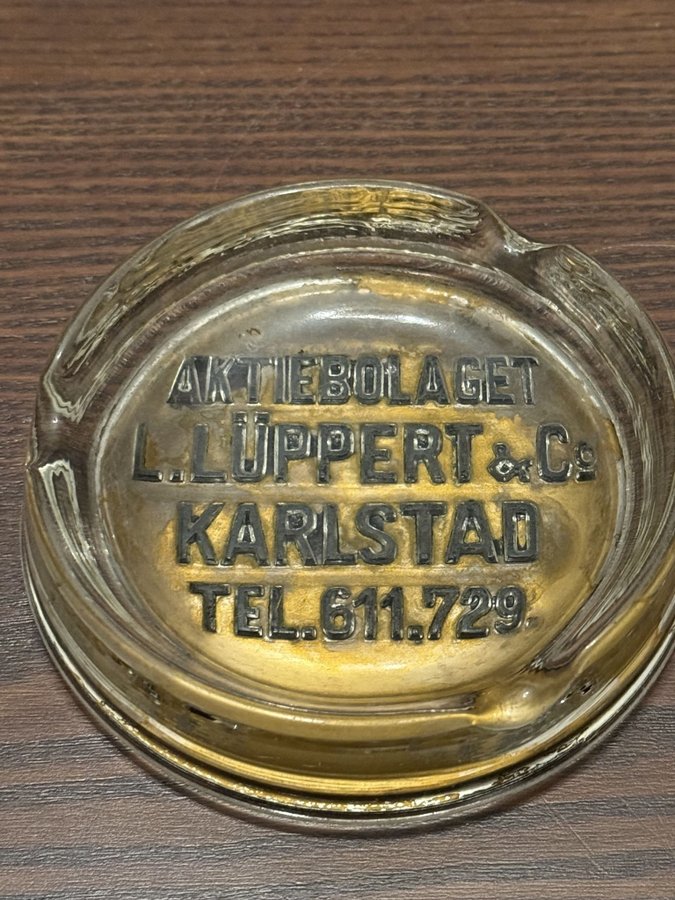 AKTIEBOLAGET
L. LÜPPERT & Co
KARLSTAD
TEL. 611. 729.